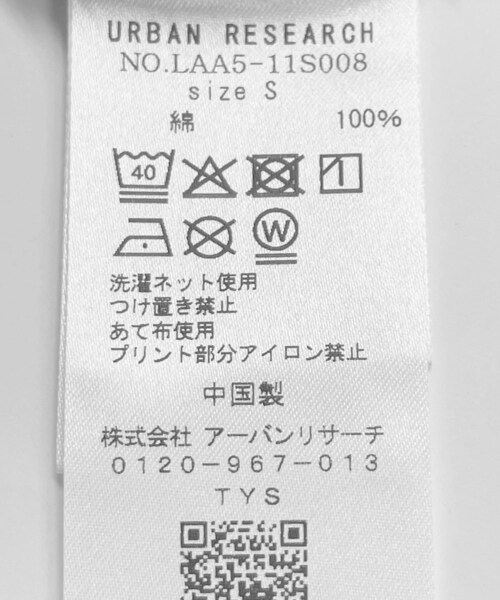 URBAN RESEARCH
NO.LAA5-11S008
size S
綿 100%
40
W
洗濯ネット使用
つけ置き禁止
あて布使用
プリント部分アイロン禁止
中国製
株式会社 アーバンリサーチ
0120-967-013
TYS